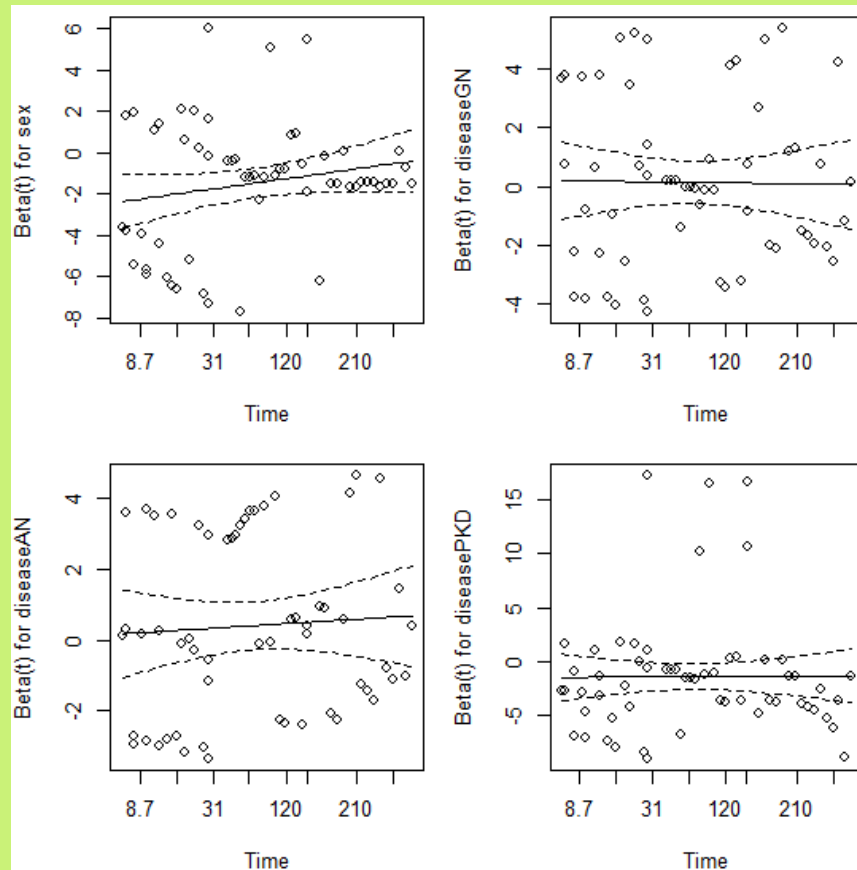 Beta(t) for sex
6
4
2
0
-2
-4
-6
-8
8.7 31 120 210
Time
Beta(t) for diseaseGN
4
2
0
-2
-4
8.7 31 120 210
Time
Beta(t) for diseaseAN
4
2
0
-2
8.7 31 120 210
Time
Beta(t) for diseasePKD
15
10
5
0
-5
8.7 31 120 210
Time